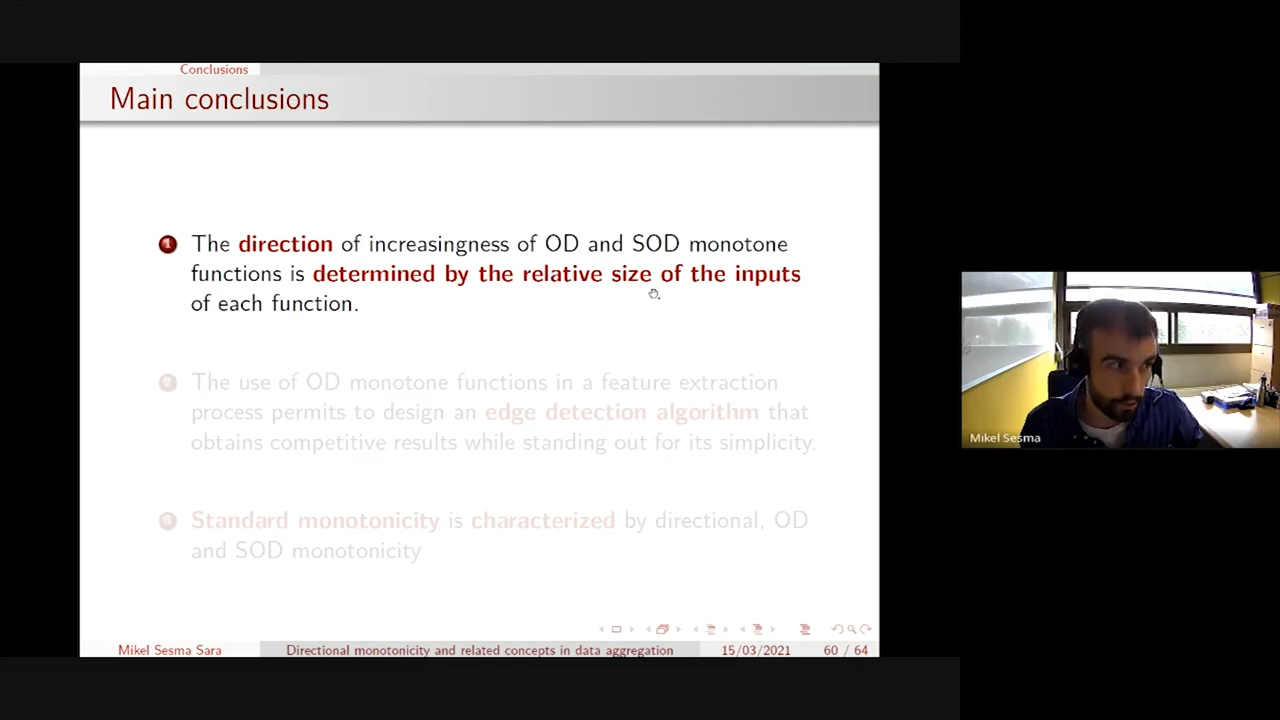 Conclusions
Main conclusions
1 The direction of increasingness of OD and SOD monotone
functions is determined by the relative size of the inputs
of each function.
2 The use of OD monotone functions in a feature extraction
process permits to design an edge detection algorithm that
obtains competitive results while standing out for its simplicity.
3 Standard monotonicity is characterized by directional, OD
and SOD monotonicity
Mikel Sesma Sara Directional monotonicity and related concepts in data aggregation 15/03/2021 60 / 64
Mikel Sesma